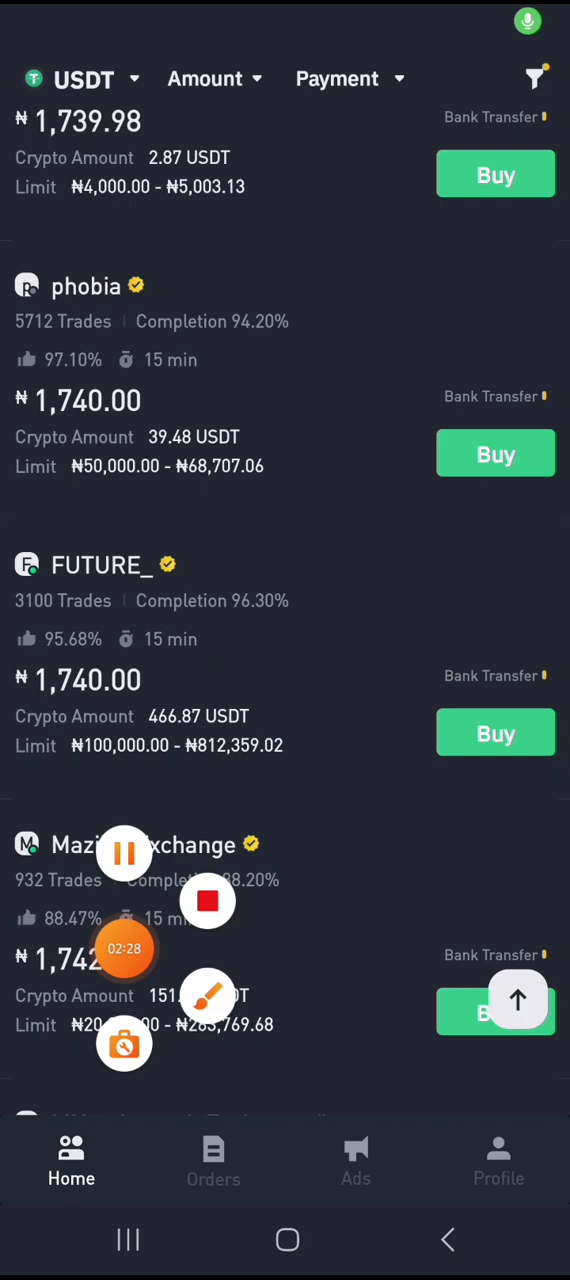 USDT Amount Payment
₦ 1,739.98 Bank Transfer
Crypto Amount 2.87 USDT
Limit ₦4,000.00 - ₦5,003.13 Buy
phobia
5712 Trades Completion 94.20%
97.10% 15 min
₦ 1,740.00 Bank Transfer
Crypto Amount 39.48 USDT
Limit ₦50,000.00 - ₦68,707.06 Buy
FUTURE_
3100 Trades Completion 96.30%
95.68% 15 min
₦ 1,740.00 Bank Transfer
Crypto Amount 466.87 USDT
Limit ₦100,000.00 - ₦812,359.02 Buy
932 Trades
88.47% 15
02:28
Bank Transfer
Crypto Amount
Limit
Home Orders Ads Profile